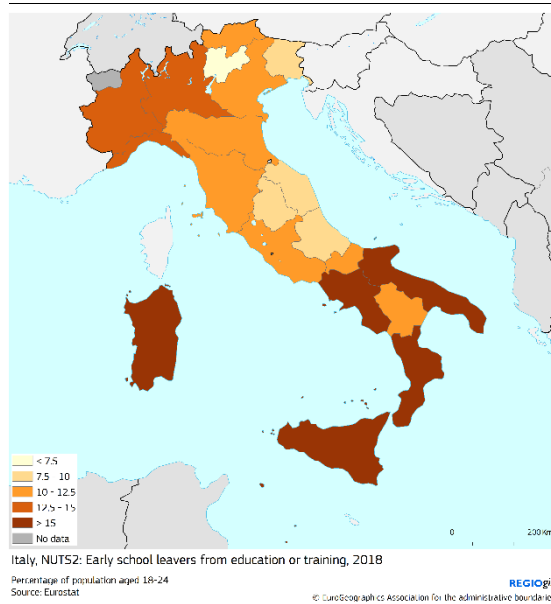 < 7.5
7.5 - 10
10 - 12.5
12.5 - 15
> 15
No data
0 200 Km
Italy, NUTS2: Early school leavers from education or training, 2018
Percentage of population aged 18-24
Source: Eurostat
REGIOgi
© EuroGeographics Association for the administrative boundarie